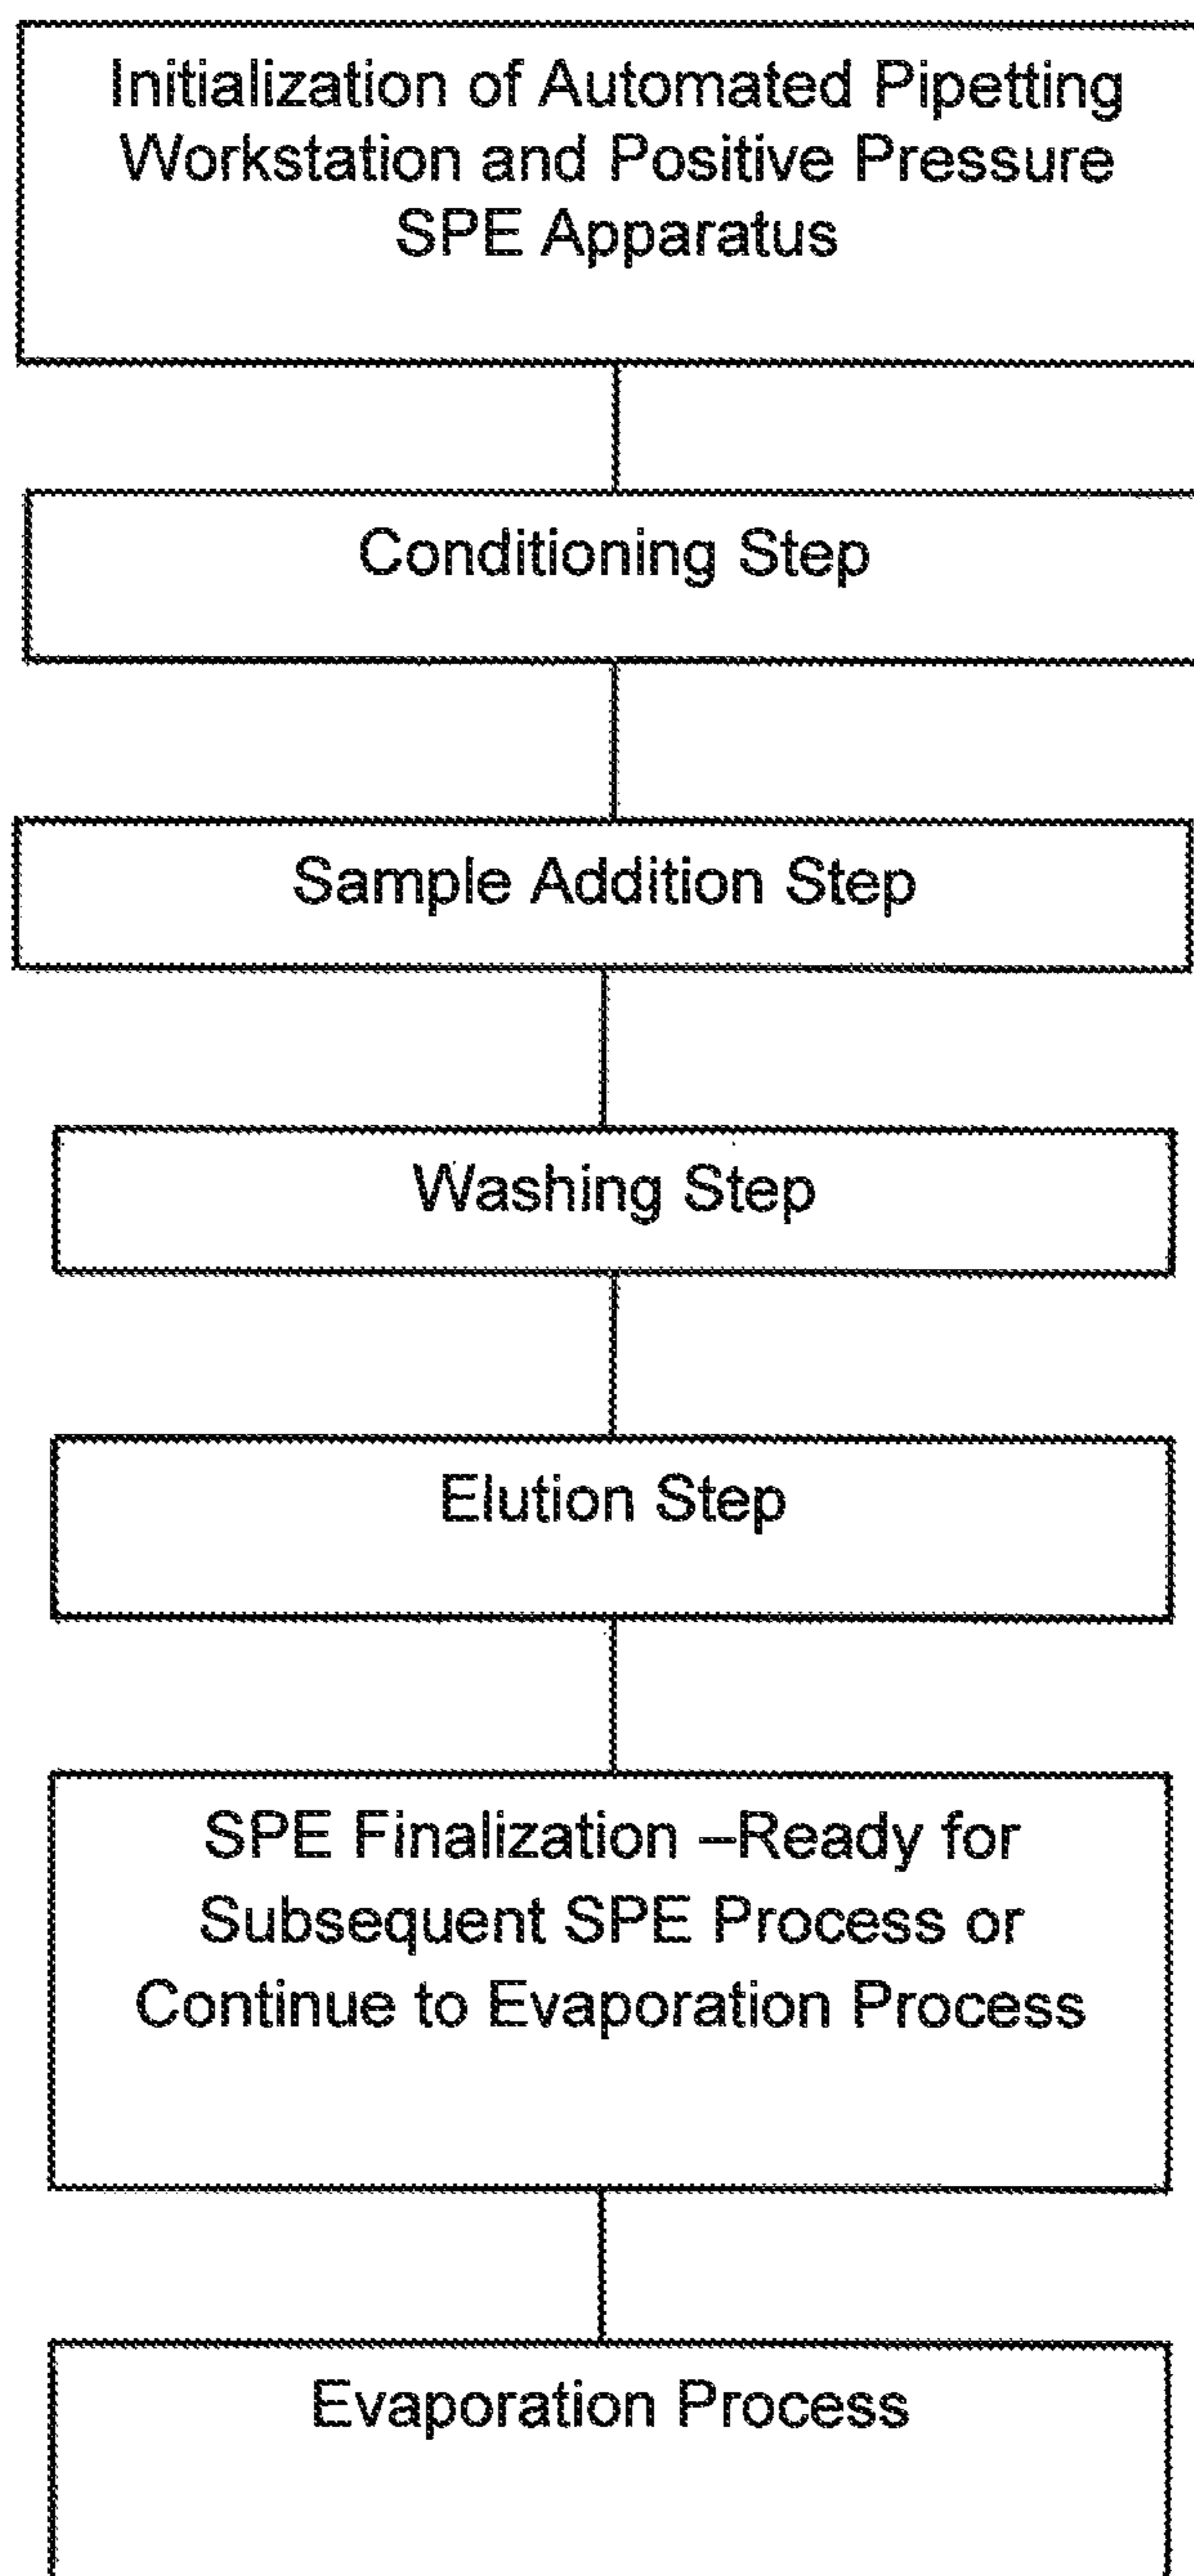 Initialization of Automated Pipetting
Workstation and Positive Pressure
SPE Apparatus
Conditioning Step
Sample Addition Step
Washing Step
Elution Step
SPE Finalization –Ready for
Subsequent SPE Process or
Continue to Evaporation Process
Evaporation Process